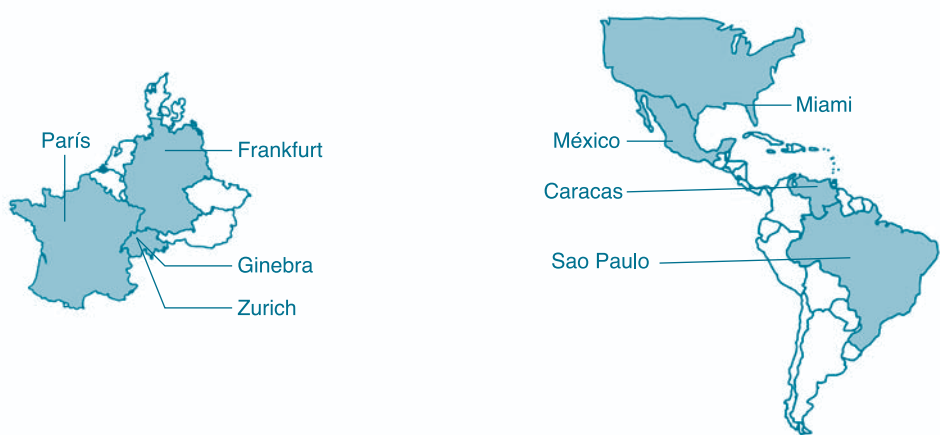 París
Frankfurt
Ginebra
Zurich
Miami
México
Caracas
Sao Paulo